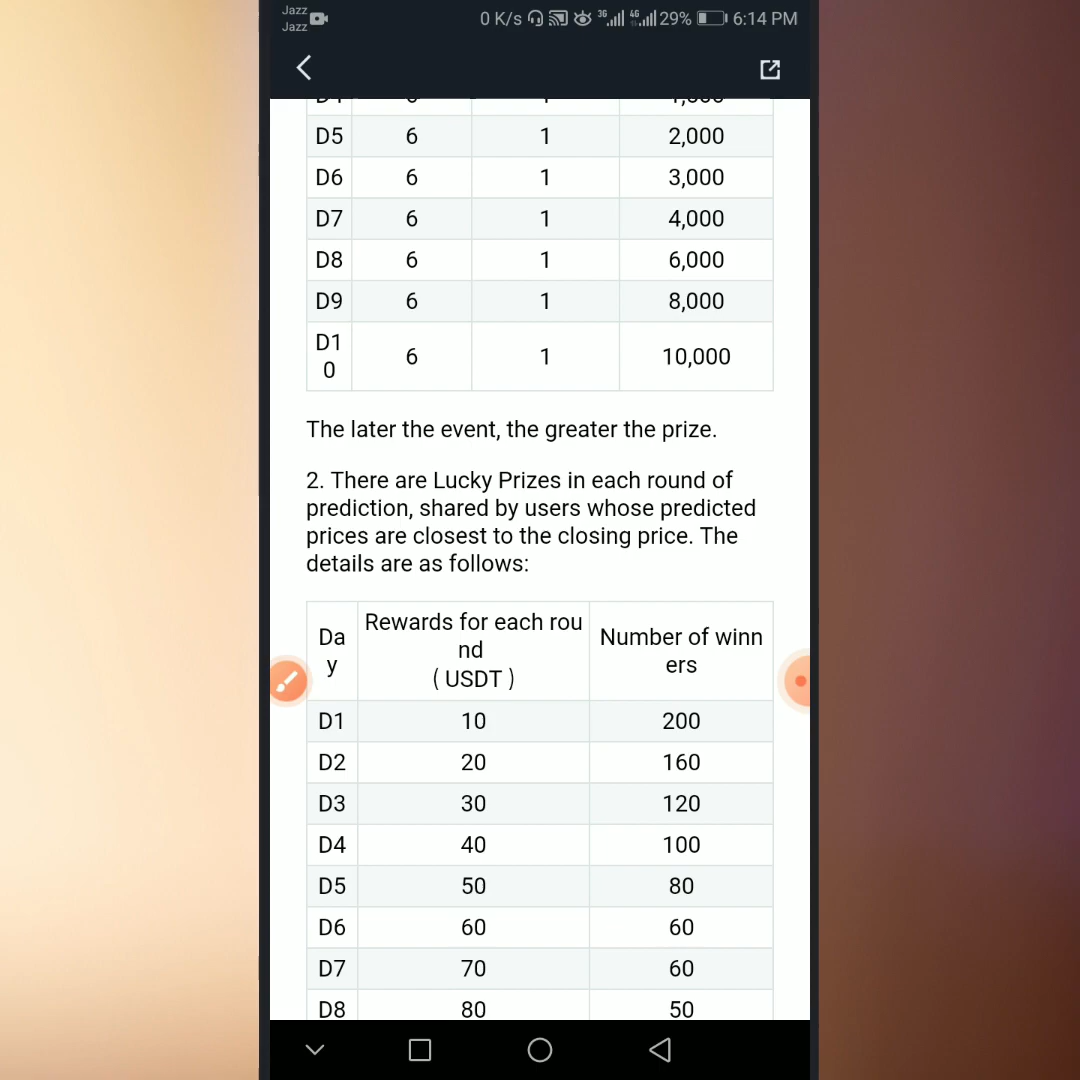 Jazz
Jazz
0 K/s 3G 4G 29% 6:14 PM
D5 6 1 2,000
D6 6 1 3,000
D7 6 1 4,000
D8 6 1 6,000
D9 6 1 8,000
D1
0 6 1 10,000
The later the event, the greater the prize.
2. There are Lucky Prizes in each round of
prediction, shared by users whose predicted
prices are closest to the closing price. The
details are as follows:
Da
y
Rewards for each rou
nd
( USDT )
Number of winn
ers
D1 10 200
D2 20 160
D3 30 120
D4 40 100
D5 50 80
D6 60 60
D7 70 60
D8 80 50